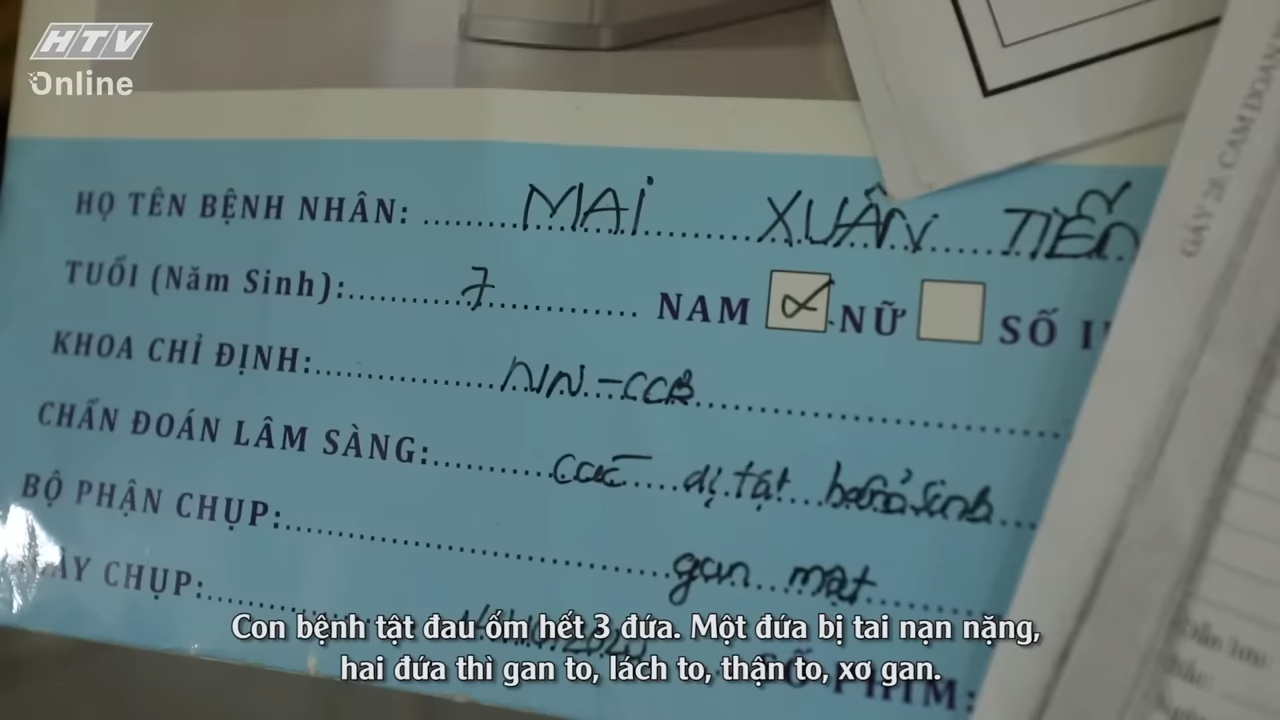 HTV
Online
HỌ TÊN BỆNH NHÂN: MAI XUÂN TIẾN
TUỔI (Năm Sinh): 7 NAM NỮ SỐ
KHOA CHỈ ĐỊNH:
CHẨN ĐOÁN LÂM SÀNG: các dị tật bẩm sinh
BỘ PHẬN CHỤP: gan mật
CHỤP:
SỐ PHIM:
Con bệnh tật đau ốm hết 3 đứa. Một đứa bị tai nạn nặng,
hai đứa thì gan to, lách to, thận to, xơ gan.